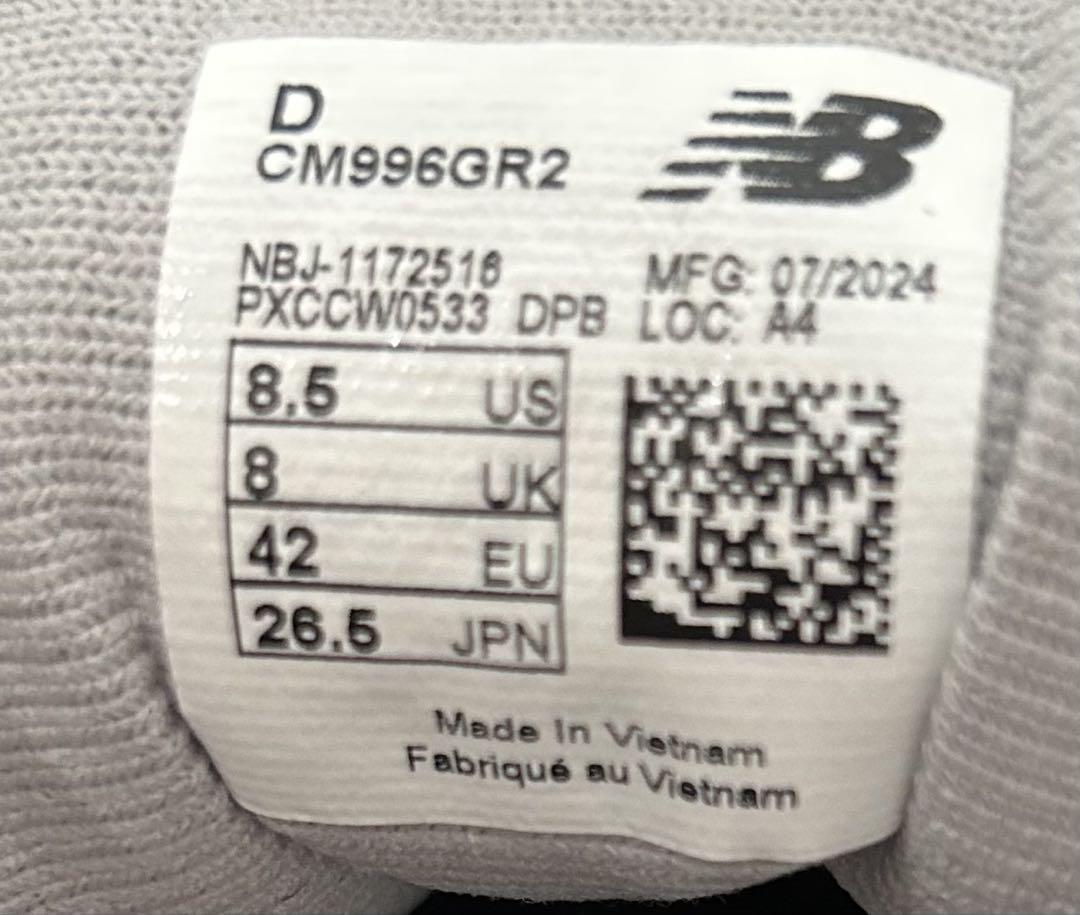 D
CM996GR2
NB
NBJ-1172516
PXCCW0533 DPB
MFG: 07/2024
LOC: A4
8.5 US
8 UK
42 EU
26.5 JPN
Made In Vietnam
Fabriqué au Vietnam